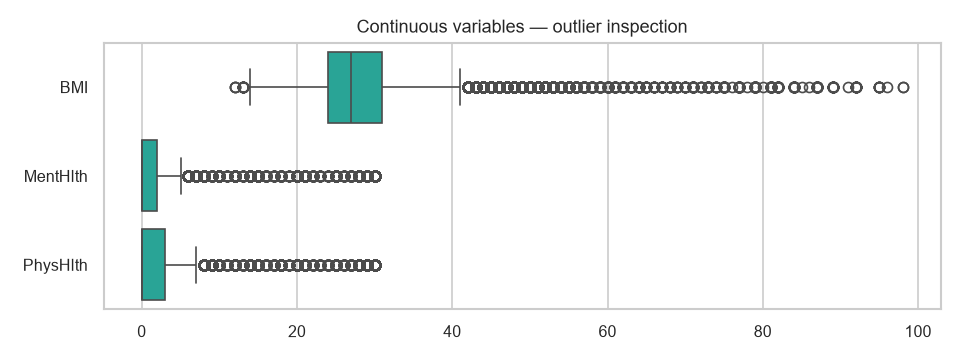 Continuous variables — outlier inspection
BMI
MentHlth
PhysHlth
0 20 40 60 80 100